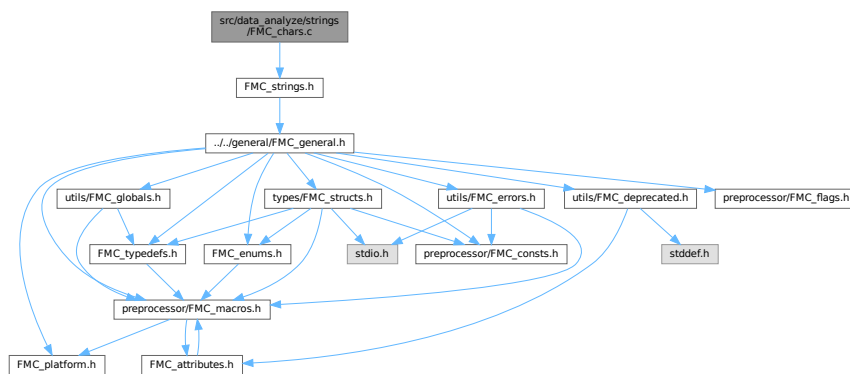 src/data_analyze/strings
/FMC_chars.c
FMC_strings.h
../../general/FMC_general.h
utils/FMC_globals.h
types/FMC_structs.h
utils/FMC_errors.h
utils/FMC_deprecated.h
preprocessor/FMC_flags.h
FMC_typedefs.h
FMC_enums.h
stdio.h
preprocessor/FMC_consts.h
stddef.h
preprocessor/FMC_macros.h
FMC_platform.h
FMC_attributes.h